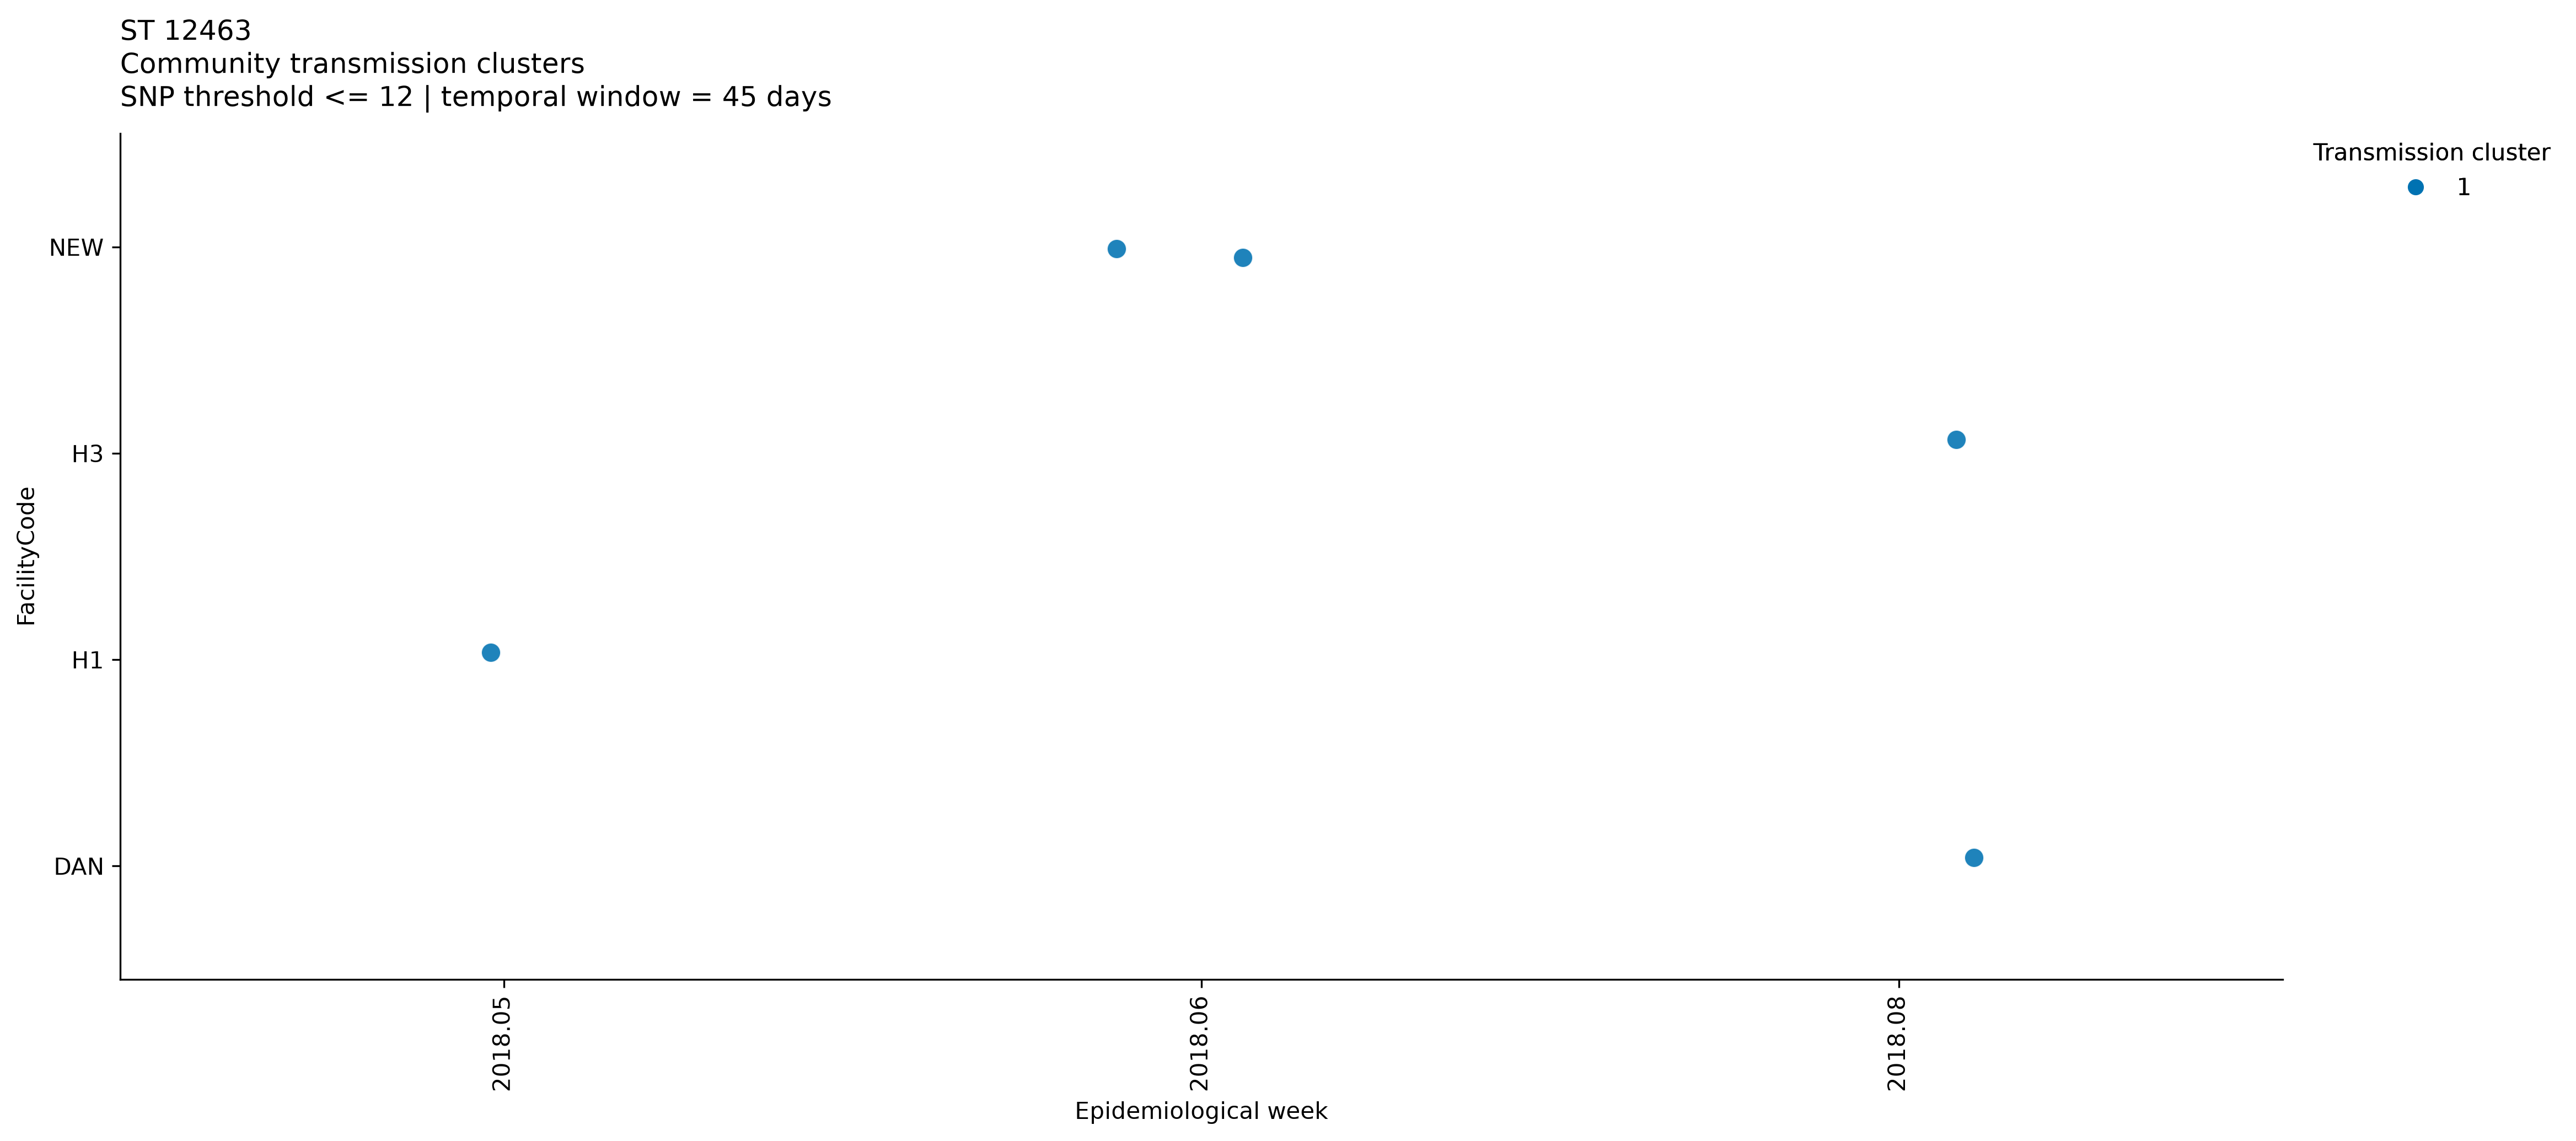 ST 12463
Community transmission clusters
SNP threshold <= 12 | temporal window = 45 days
Transmission cluster
1
NEW
H3
H1
DAN
FacilityCode
2018.05
2018.06
2018.08
Epidemiological week